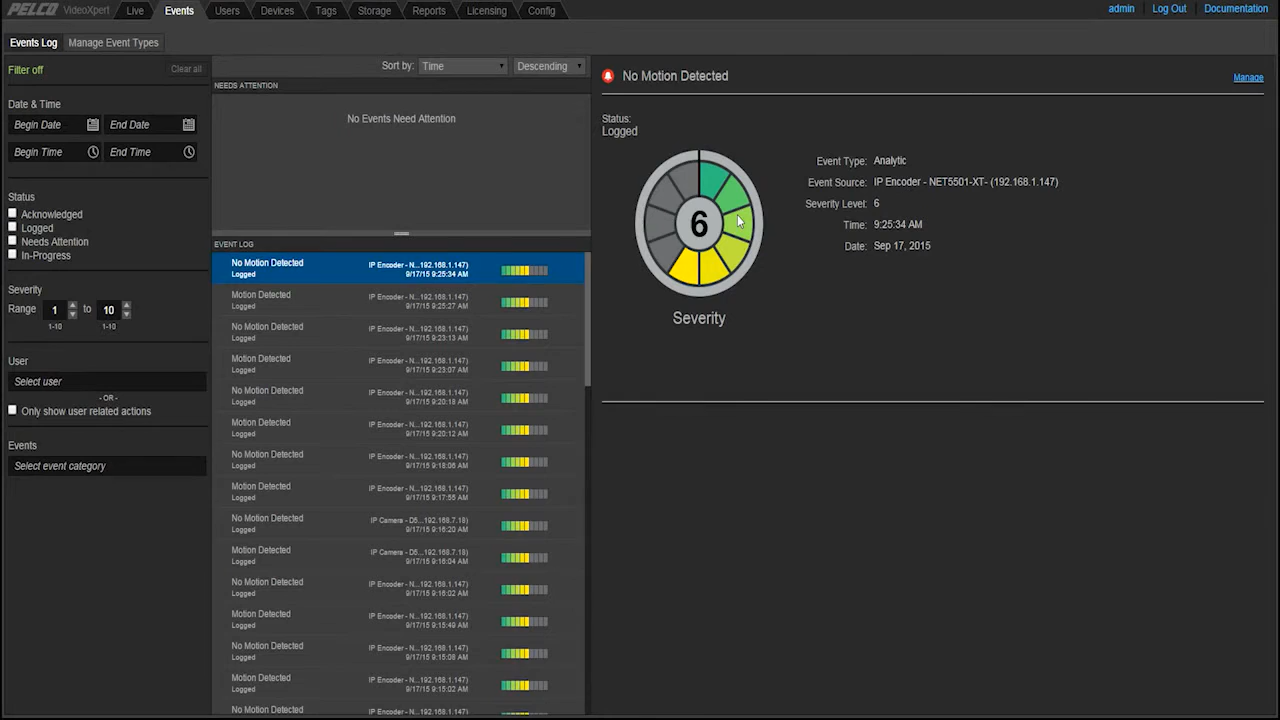 PELCO VideoXpert Live Events Users Devices Tags Storage Reports Licensing Config admin Log Out Documentation
Events Log Manage Event Types
Filter off Clear all
Date & Time
Begin Date End Date
Begin Time End Time
Status
Acknowledged
Logged
Needs Attention
In-Progress
Severity
Range 1 to 10
1-10 1-10
User
Select user
- OR -
Only show user related actions
Events
Select event category
Sort by: Time Descending
NEEDS ATTENTION
No Events Need Attention
EVENT LOG
No Motion Detected IP Encoder - N...192.168.1.147)
Logged 9/17/15 9:25:34 AM
Motion Detected IP Encoder - N...192.168.1.147)
Logged 9/17/15 9:25:27 AM
No Motion Detected IP Encoder - N...192.168.1.147)
Logged 9/17/15 9:23:13 AM
Motion Detected IP Encoder - N...192.168.1.147)
Logged 9/17/15 9:23:07 AM
No Motion Detected IP Encoder - N...192.168.1.147)
Logged 9/17/15 9:20:18 AM
Motion Detected IP Encoder - N...192.168.1.147)
Logged 9/17/15 9:20:12 AM
No Motion Detected IP Encoder - N...192.168.1.147)
Logged 9/17/15 9:18:06 AM
Motion Detected IP Encoder - N...192.168.1.147)
Logged 9/17/15 9:17:55 AM
No Motion Detected IP Camera - D5...192.168.7.18)
Logged 9/17/15 9:16:20 AM
Motion Detected IP Camera - D5...192.168.7.18)
Logged 9/17/15 9:16:04 AM
No Motion Detected IP Encoder - N...192.168.1.147)
Logged 9/17/15 9:16:02 AM
Motion Detected IP Encoder - N...192.168.1.147)
Logged 9/17/15 9:15:49 AM
No Motion Detected IP Encoder - N...192.168.1.147)
Logged 9/17/15 9:15:08 AM
Motion Detected IP Encoder - N...192.168.1.147)
Logged 9/17/15 9:15:02 AM
No Motion Detected IP Encoder - N...192.168.1.147)
No Motion Detected Manage
Status:
Logged
6
Severity
Event Type: Analytic
Event Source: IP Encoder - NET5501-XT- (192.168.1.147)
Severity Level: 6
Time: 9:25:34 AM
Date: Sep 17, 2015